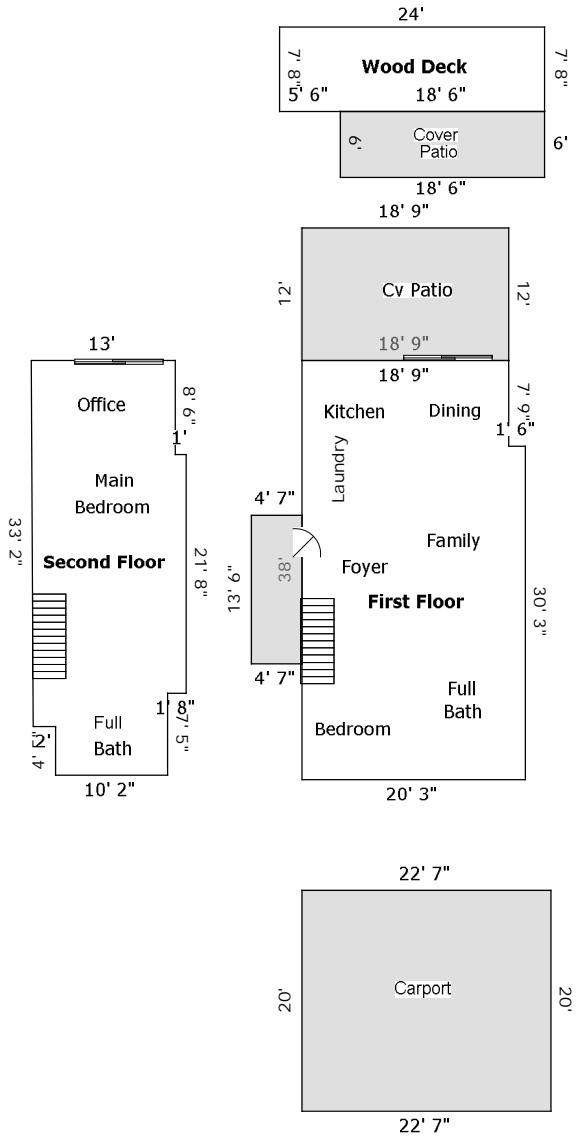 24'
7' 8"
Wood Deck
7' 8"
5' 6"
18' 6"
6'
Cover
Patio
6'
18' 6"
18' 9"
12'
Cv Patio
12'
18' 9"
13'
18' 9"
Office
8' 6"
1'
Kitchen
Dining
7' 9"
1' 6"
Laundry
Main
Bedroom
4' 7"
33' 2"
Second Floor
21' 8"
13' 6"
38'
Foyer
Family
First Floor
30' 3"
4' 7"
1' 8"
Full
Bath
7' 5"
2'
Full
Bath
Bedroom
10' 2"
20' 3"
22' 7"
20'
Carport
20'
22' 7"